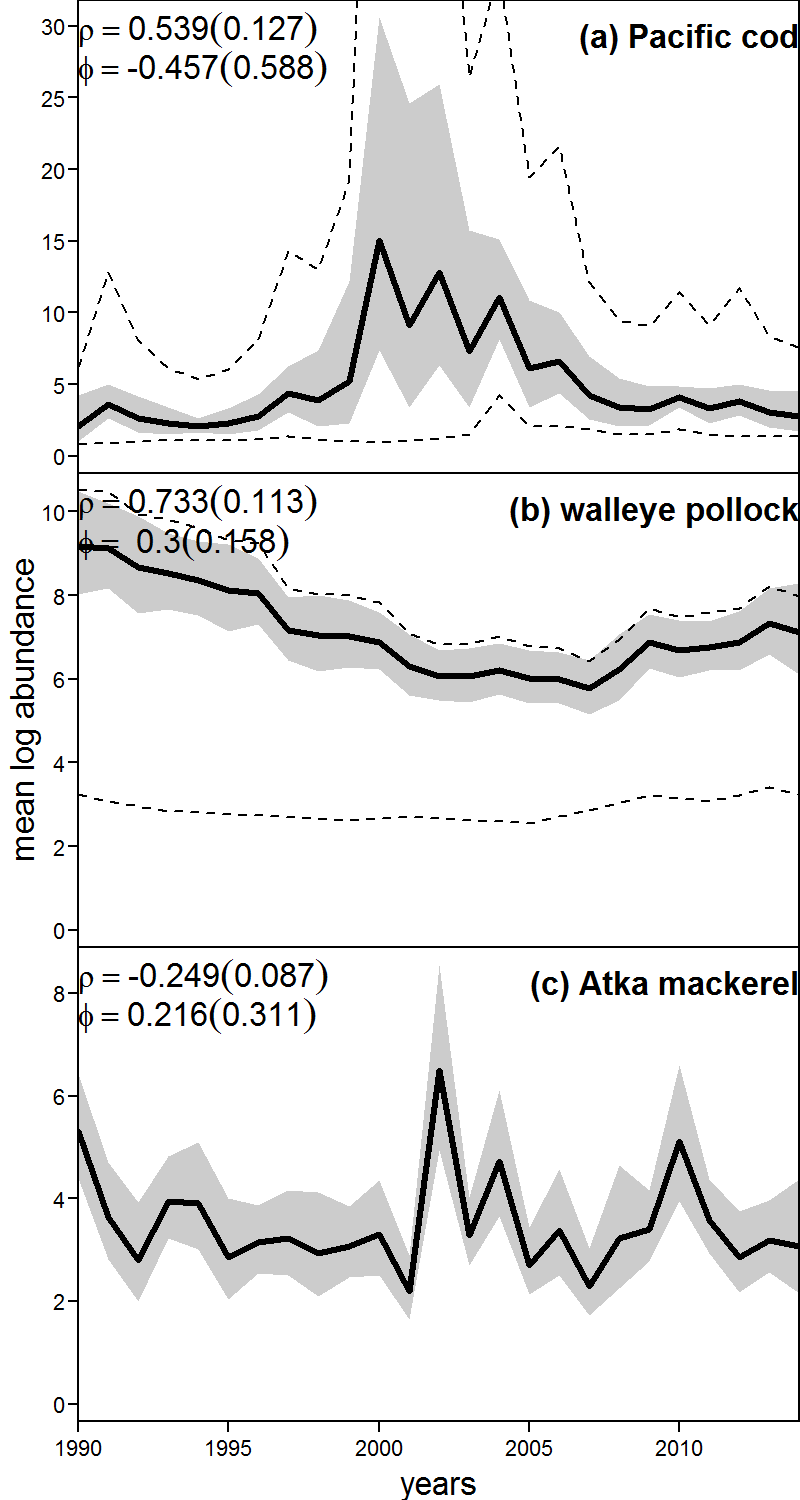 ρ = 0.539(0.127)
ϕ = -0.457(0.588)
(a) Pacific cod
30
25
20
15
10
5
0
ρ = 0.733(0.113)
ϕ = 0.3(0.158)
(b) walleye pollock
10
8
6
4
2
0
mean log abundance
ρ = -0.249(0.087)
ϕ = 0.216(0.311)
(c) Atka mackerel
8
6
4
2
0
1990 1995 2000 2005 2010
years